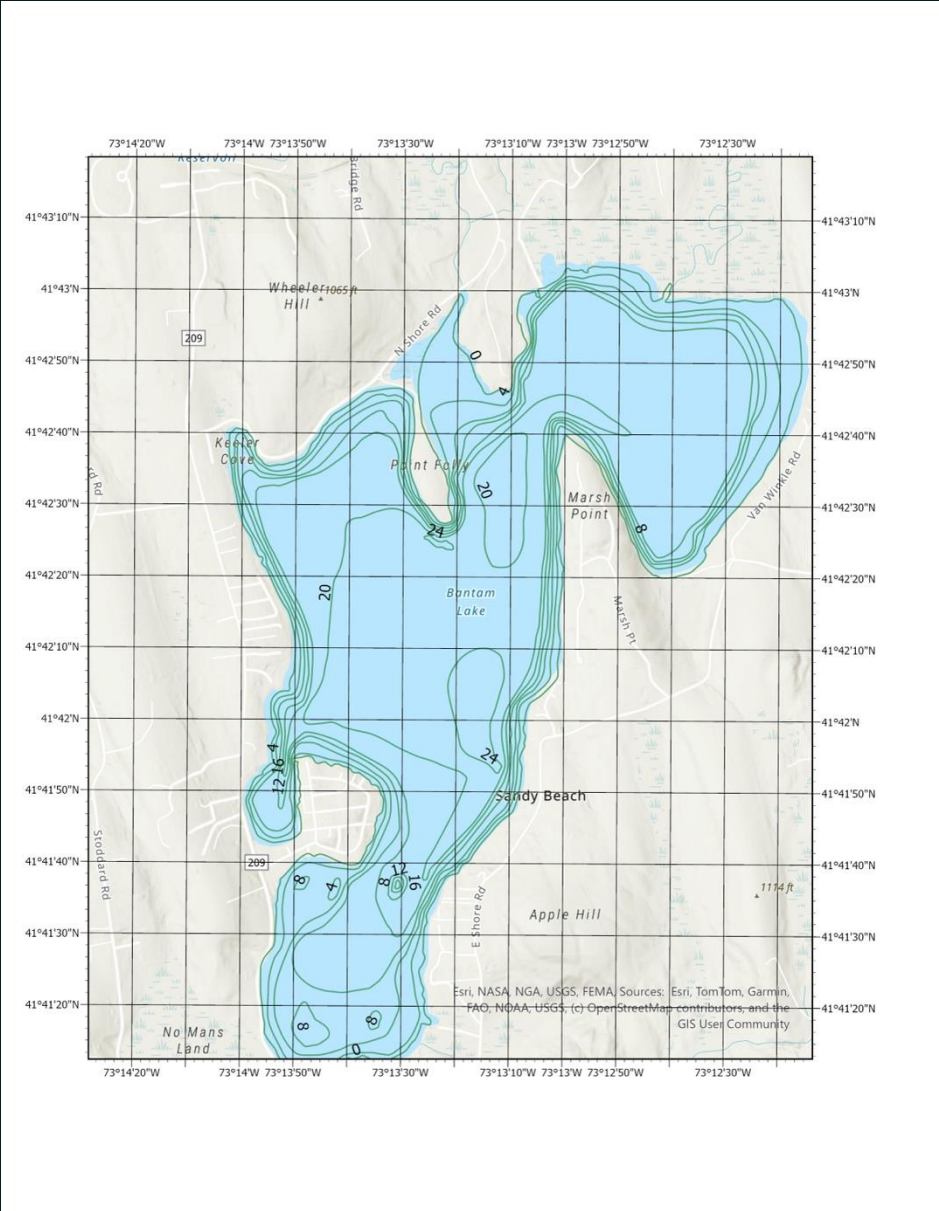 73°14'20"W 73°14'W 73°13'50"W 73°13'30"W 73°13'10"W 73°13'W 73°12'50"W 73°12'30"W
Reservoir
Bridge Rd
41°43'10"N
41°43'10"N
Wheeler 1065 ft
Hill
41°43'N
41°43'N
N Shore Rd
209
41°42'50"N
0
41°42'50"N
4
41°42'40"N
Keeler
Cove
41°42'40"N
Point Folly
rd Rd
20
Marsh
Point
Van Winkle Rd
41°42'30"N
41°42'30"N
24
8
41°42'20"N
41°42'20"N
20
Bantam
Lake
Marsh Pt
41°42'10"N
41°42'10"N
41°42'N
41°42'N
4
16
12
24
41°41'50"N
Sandy Beach
41°41'50"N
Stoddard Rd
209
41°41'40"N
41°41'40"N
8
4
8
12
16
1114 ft
E Shore Rd
Apple Hill
41°41'30"N
41°41'30"N
Esri, NASA, NGA, USGS, FEMA, Sources: Esri, TomTom, Garmin,
FAO, NOAA, USGS, (c) OpenStreetMap contributors, and the
GIS User Community
41°41'20"N
41°41'20"N
8
8
No Mans
Land
0
73°14'20"W 73°14'W 73°13'50"W 73°13'30"W 73°13'10"W 73°13'W 73°12'50"W 73°12'30"W